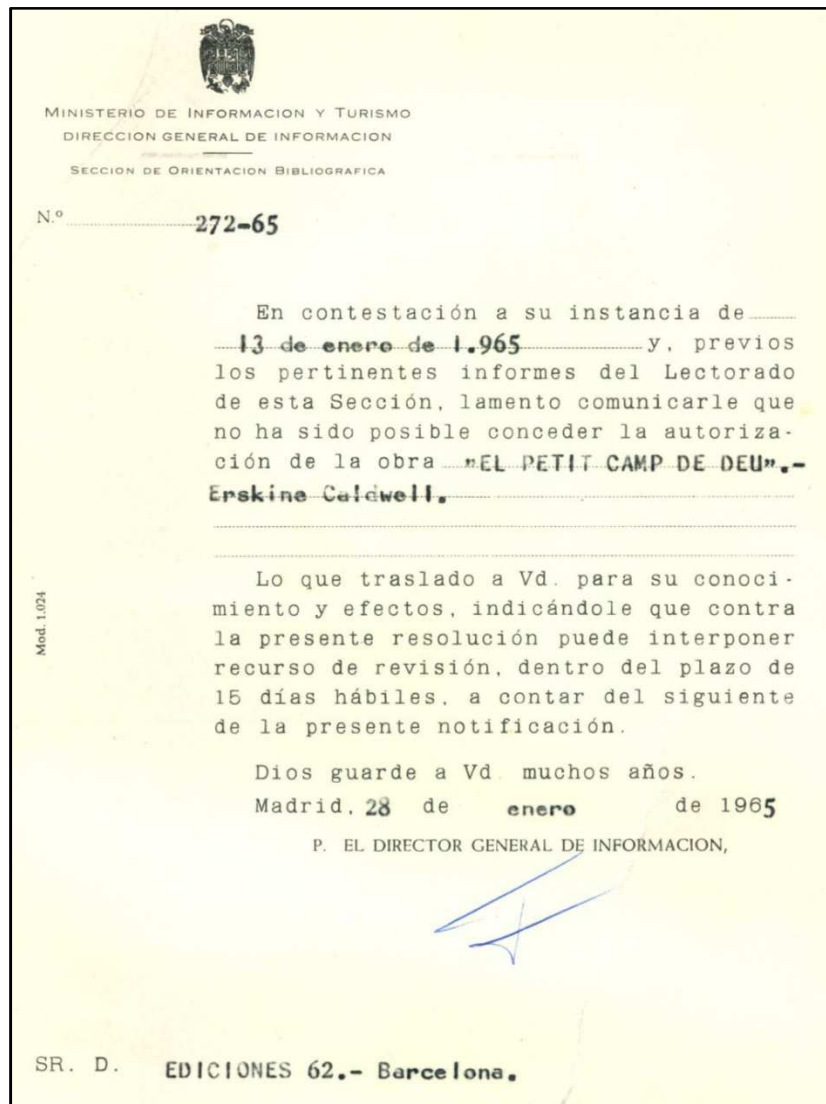 MINISTERIO DE INFORMACION Y TURISMO
DIRECCION GENERAL DE INFORMACION
SECCION DE ORIENTACION BIBLIOGRAFICA
N.º 272-65
En contestación a su instancia de
13 de enero de 1.965 y, previos
los pertinentes informes del Lectorado
de esta Sección, lamento comunicarle que
no ha sido posible conceder la autoriza-
ción de la obra "EL PETIT CAMP DE DEU".-
Erskine Caldwell.
Lo que traslado a Vd. para su conoci-
miento y efectos, indicándole que contra
la presente resolución puede interponer
recurso de revisión, dentro del plazo de
15 días hábiles, a contar del siguiente
de la presente notificación.
Dios guarde a Vd. muchos años.
Madrid, 28 de enero de 1965
P. EL DIRECTOR GENERAL DE INFORMACION,
Mod. 1.024
SR. D. EDICIONES 62.- Barcelona.